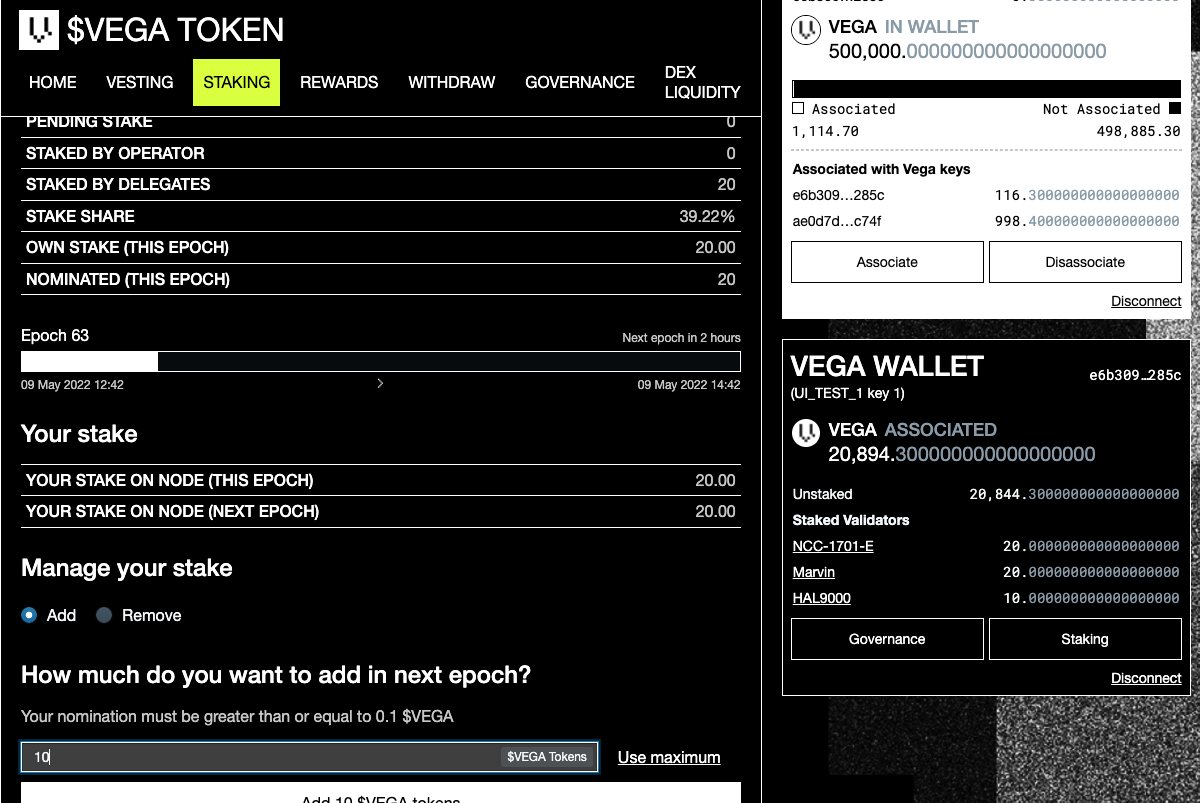 $VEGA TOKEN
HOME VESTING STAKING REWARDS WITHDRAW GOVERNANCE DEX LIQUIDITY
PENDING STAKE 0
STAKED BY OPERATOR 0
STAKED BY DELEGATES 20
STAKE SHARE 39.22%
OWN STAKE (THIS EPOCH) 20.00
NOMINATED (THIS EPOCH) 20
Epoch 63 Next epoch in 2 hours
09 May 2022 12:42 > 09 May 2022 14:42
Your stake
YOUR STAKE ON NODE (THIS EPOCH) 20.00
YOUR STAKE ON NODE (NEXT EPOCH) 20.00
Manage your stake
Add Remove
How much do you want to add in next epoch?
Your nomination must be greater than or equal to 0.1 $VEGA
10 $VEGA Tokens Use maximum
Add 10 $VEGA tokens
VEGA IN WALLET
500,000.000000000000000000
Associated Not Associated
1,114.70 498,885.30
Associated with Vega keys
e6b309…285c 116.300000000000000000
ae0d7d…c74f 998.400000000000000000
Associate Disassociate
Disconnect
VEGA WALLET e6b309…285c
(UI_TEST_1 key 1)
VEGA ASSOCIATED
20,894.300000000000000000
Unstaked 20,844.300000000000000000
Staked Validators
NCC-1701-E 20.000000000000000000
Marvin 20.000000000000000000
HAL9000 10.000000000000000000
Governance Staking
Disconnect